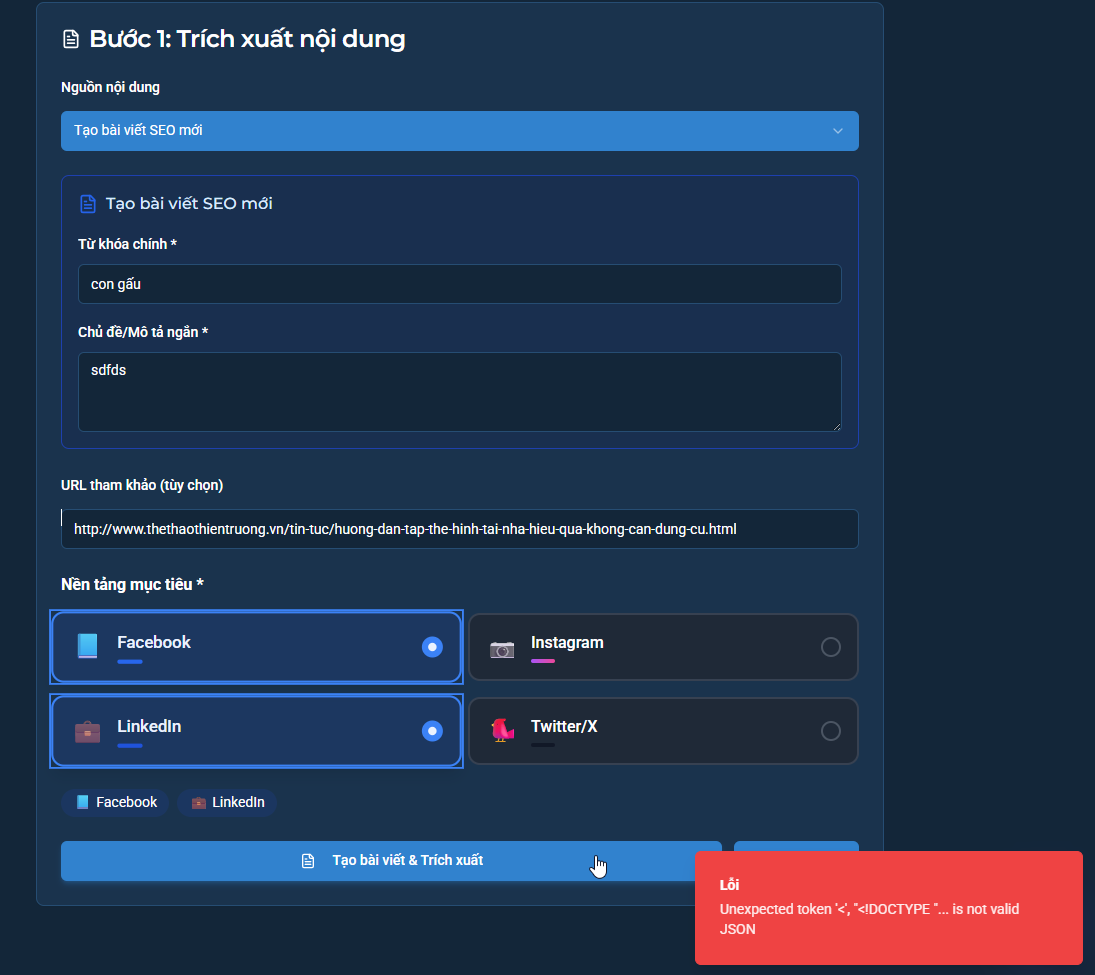 Bước 1: Trích xuất nội dung
Nguồn nội dung
Tạo bài viết SEO mới
Tạo bài viết SEO mới
Từ khóa chính *
con gấu
Chủ đề/Mô tả ngắn *
sdfds
URL tham khảo (tùy chọn)
http://www.thethaothientruong.vn/tin-tuc/huong-dan-tap-the-hinh-tai-nha-hieu-qua-khong-can-dung-cu.html
Nền tảng mục tiêu *
Facebook
Instagram
LinkedIn
Twitter/X
Facebook LinkedIn
Tạo bài viết & Trích xuất
Lỗi
Unexpected token '<', "<!DOCTYPE "... is not valid
JSON